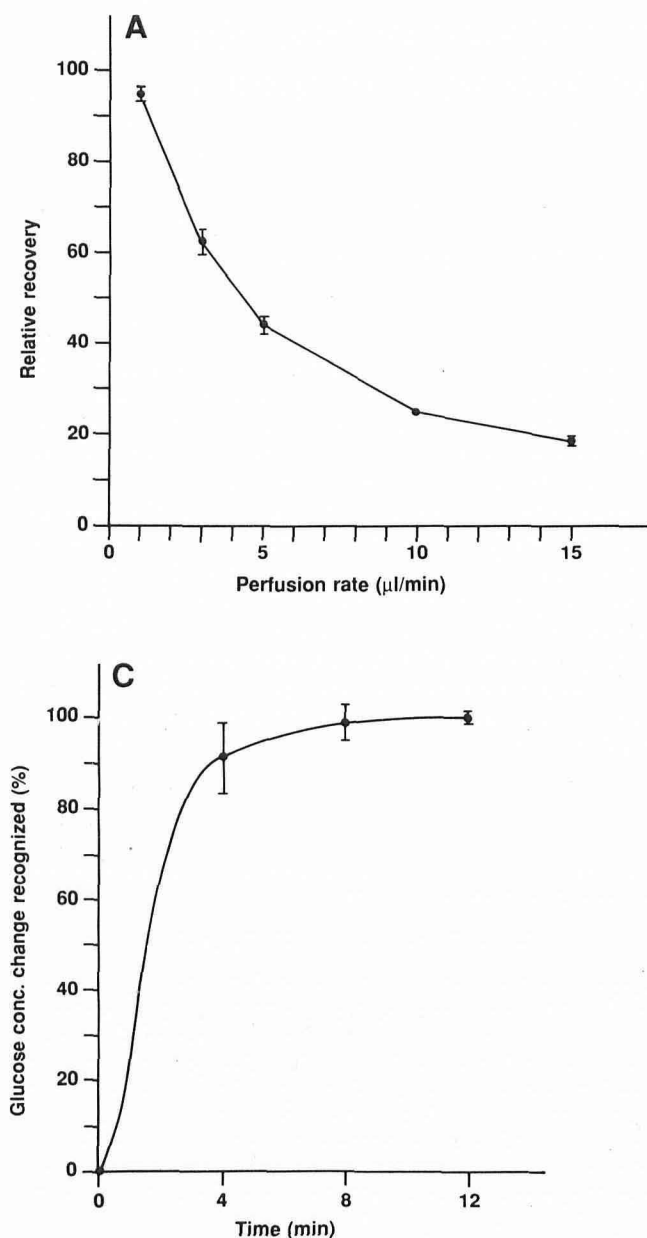 A
100
80
60
40
20
0
Relative recovery
0 5 10 15
Perfusion rate (μl/min)
C
100
80
60
40
20
0
Glucose conc. change recognized (%)
0 4 8 12
Time (min)